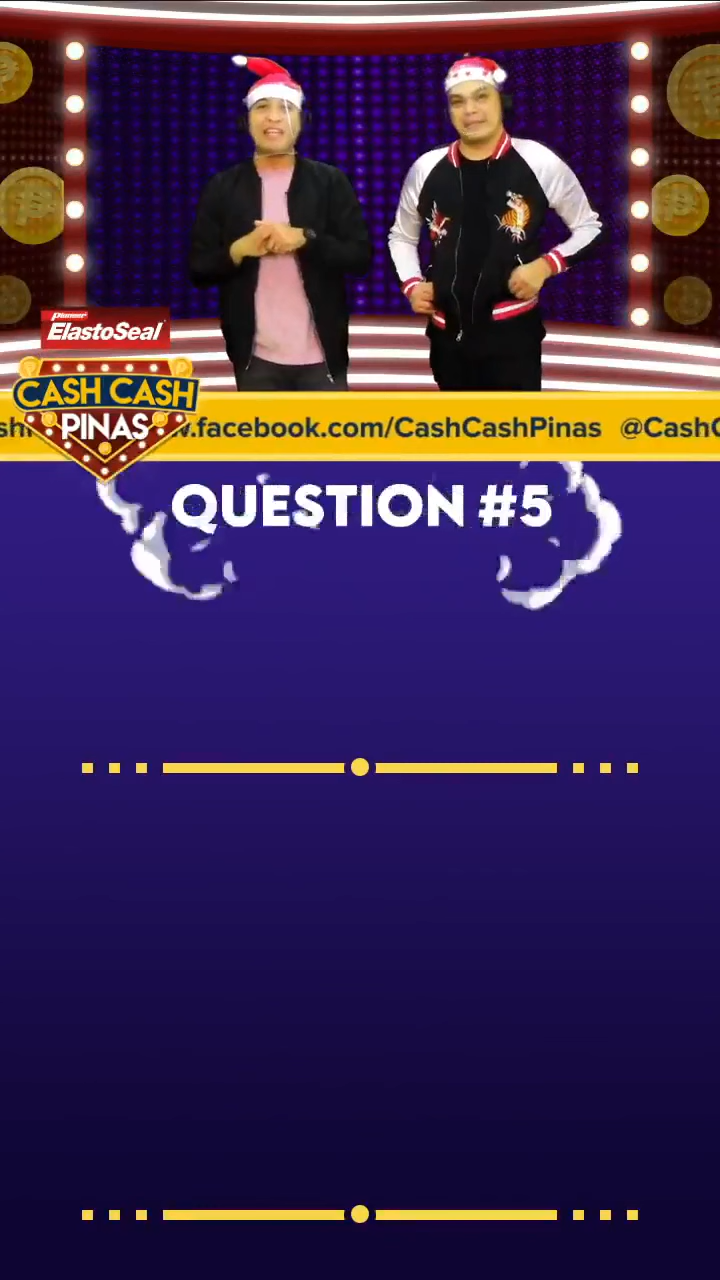 Pioneer
ElastoSeal
CASH CASH
PINAS
.facebook.com/CashCashPinas
QUESTION #5